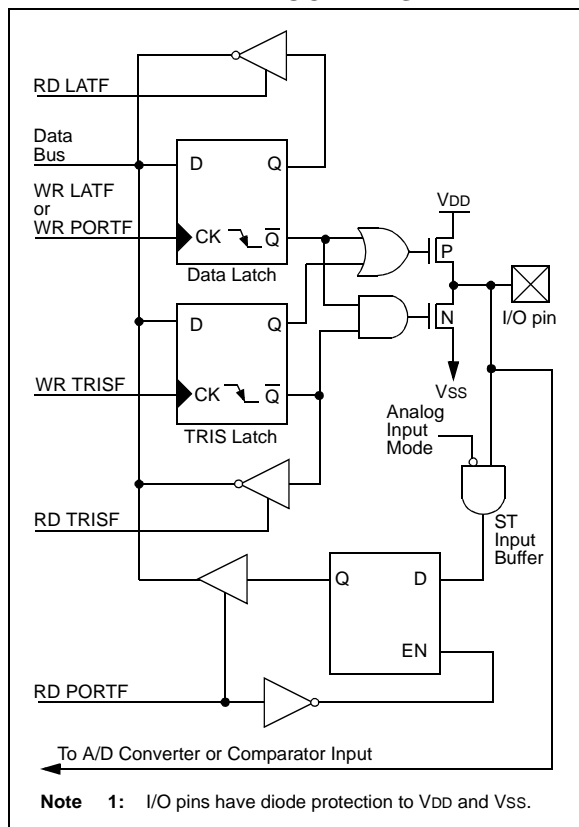 RD LATF
Data
Bus
D Q
WR LATF
or
WR PORTF
CK Q
Data Latch
VDD
P
N
I/O pin
VSS
D Q
WR TRISF
CK Q
TRIS Latch
Analog
Input
Mode
RD TRISF
ST
Input
Buffer
Q D
EN
RD PORTF
To A/D Converter or Comparator Input
Note 1: I/O pins have diode protection to VDD and VSS.